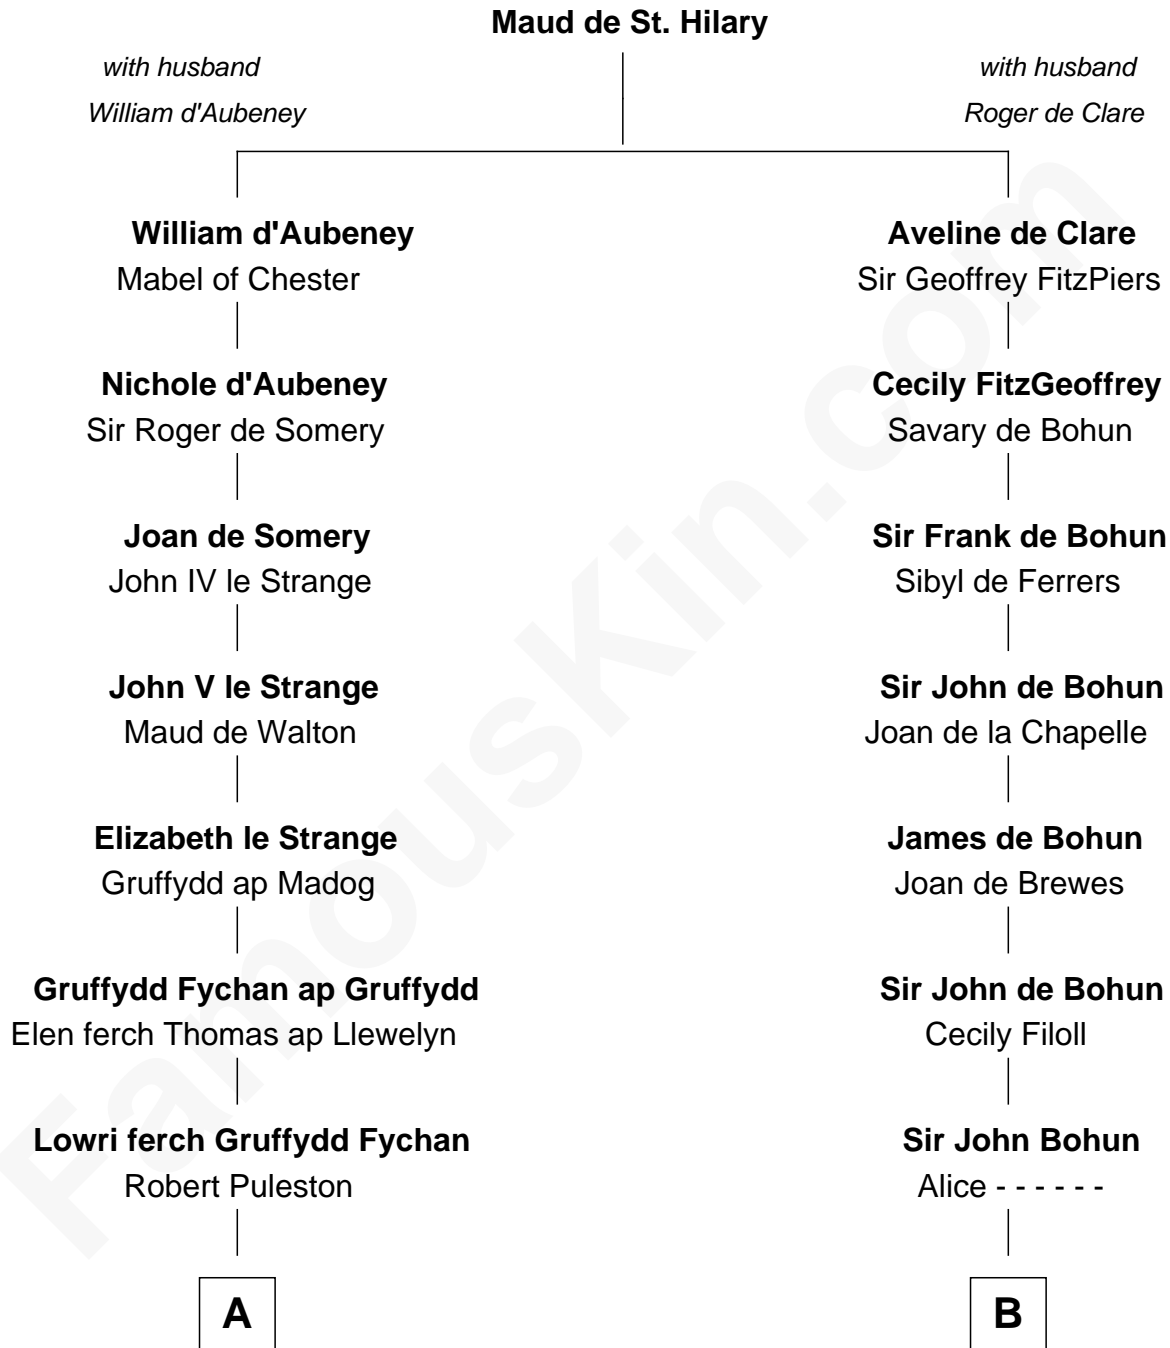 Maud de St. Hilary
with husband
William d'Aubeney
with husband
Roger de Clare
William d'Aubeney
Mabel of Chester
Nichole d'Aubeney
Sir Roger de Somery
Joan de Somery
John IV le Strange
John V le Strange
Maud de Walton
Elizabeth le Strange
Gruffydd ap Madog
Gruffydd Fychan ap Gruffydd
Elen ferch Thomas ap Llewelyn
Lowri ferch Gruffydd Fychan
Robert Puleston
A
Aveline de Clare
Sir Geoffrey FitzPiers
Cecily FitzGeoffrey
Savary de Bohun
Sir Frank de Bohun
Sibyl de Ferrers
Sir John de Bohun
Joan de la Chapelle
James de Bohun
Joan de Brewes
Sir John de Bohun
Cecily Filoll
Sir John Bohun
Alice - - - - - -
B
FamousKin.com